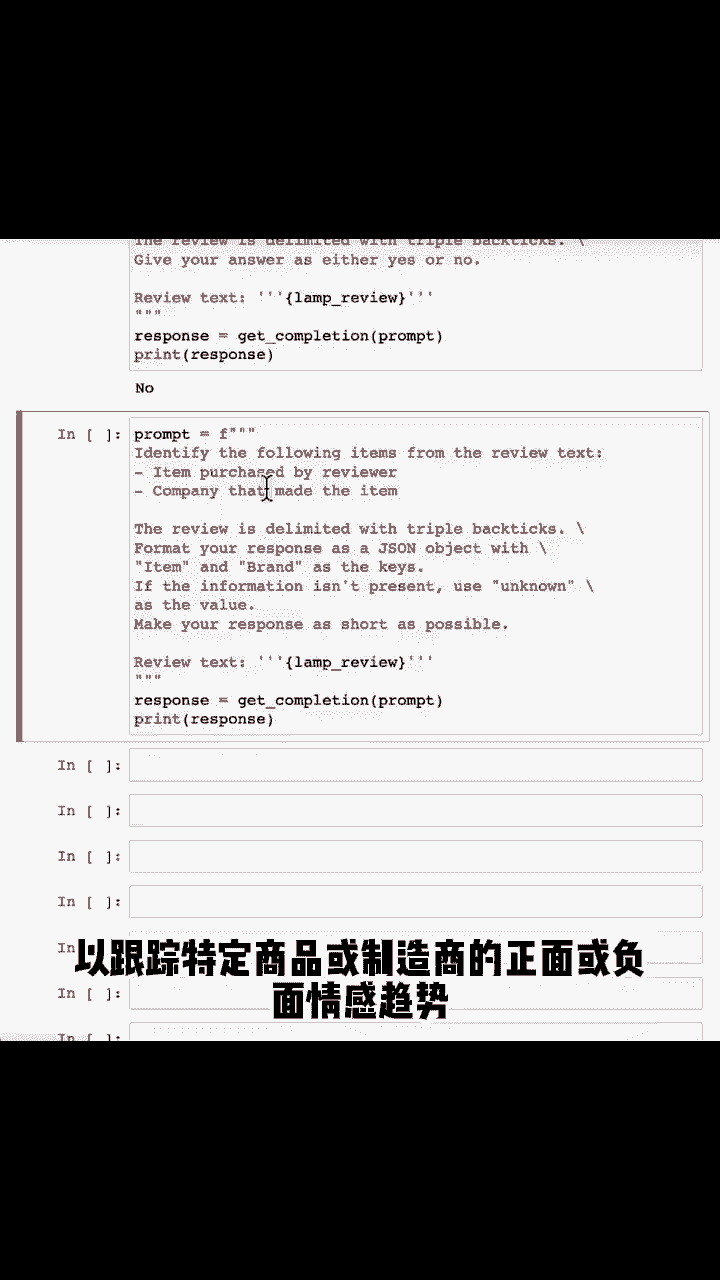 The review is delimited with triple backticks. \
Give your answer as either yes or no.
Review text: '''{lamp_review}'''
"""
response = get_completion(prompt)
print(response)
No
In [ ]: prompt = f"""
Identify the following items from the review text:
- Item purchased by reviewer
- Company that made the item
The review is delimited with triple backticks. \
Format your response as a JSON object with \
"Item" and "Brand" as the keys.
If the information isn't present, use "unknown" \
as the value.
Make your response as short as possible.
Review text: '''{lamp_review}'''
"""
response = get_completion(prompt)
print(response)
In [ ]:
In [ ]:
In [ ]:
In [ ]:
In
以跟踪特定商品或制造商的正面或负
In [ ]:
面情感趋势
In [ ]: